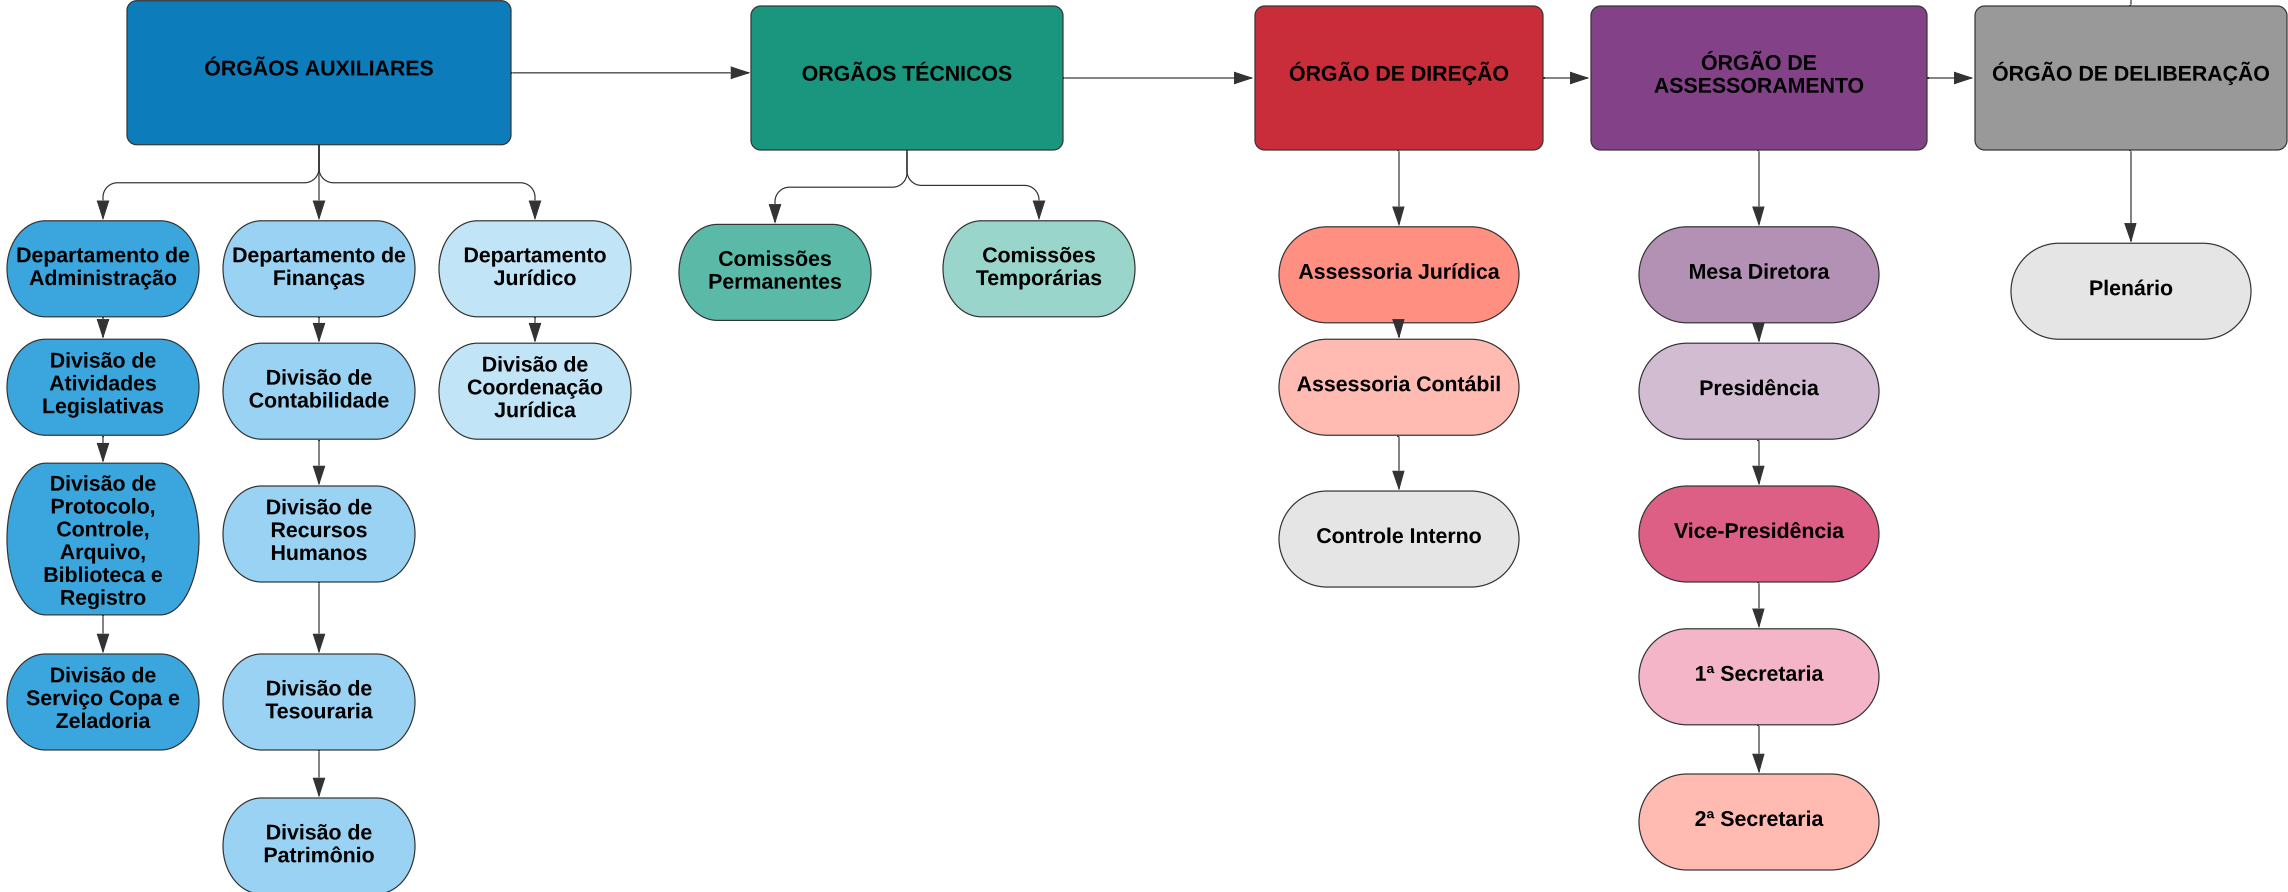 ÓRGÃOS AUXILIARES
ORGÃOS TÉCNICOS
ÓRGÃO DE DIREÇÃO
ÓRGÃO DE
ASSESSORAMENTO
ÓRGÃO DE DELIBERAÇÃO
Departamento de
Administração
Divisão de
Atividades
Legislativas
Divisão de
Protocolo,
Controle,
Arquivo,
Biblioteca e
Registro
Divisão de
Serviço Copa e
Zeladoria
Departamento de
Finanças
Divisão de
Contabilidade
Divisão de
Recursos
Humanos
Divisão de
Tesouraria
Divisão de
Patrimônio
Departamento
Jurídico
Divisão de
Coordenação
Jurídica
Comissões
Permanentes
Comissões
Temporárias
Assessoria Jurídica
Assessoria Contábil
Controle Interno
Mesa Diretora
Presidência
Vice-Presidência
1ª Secretaria
2ª Secretaria
Plenário